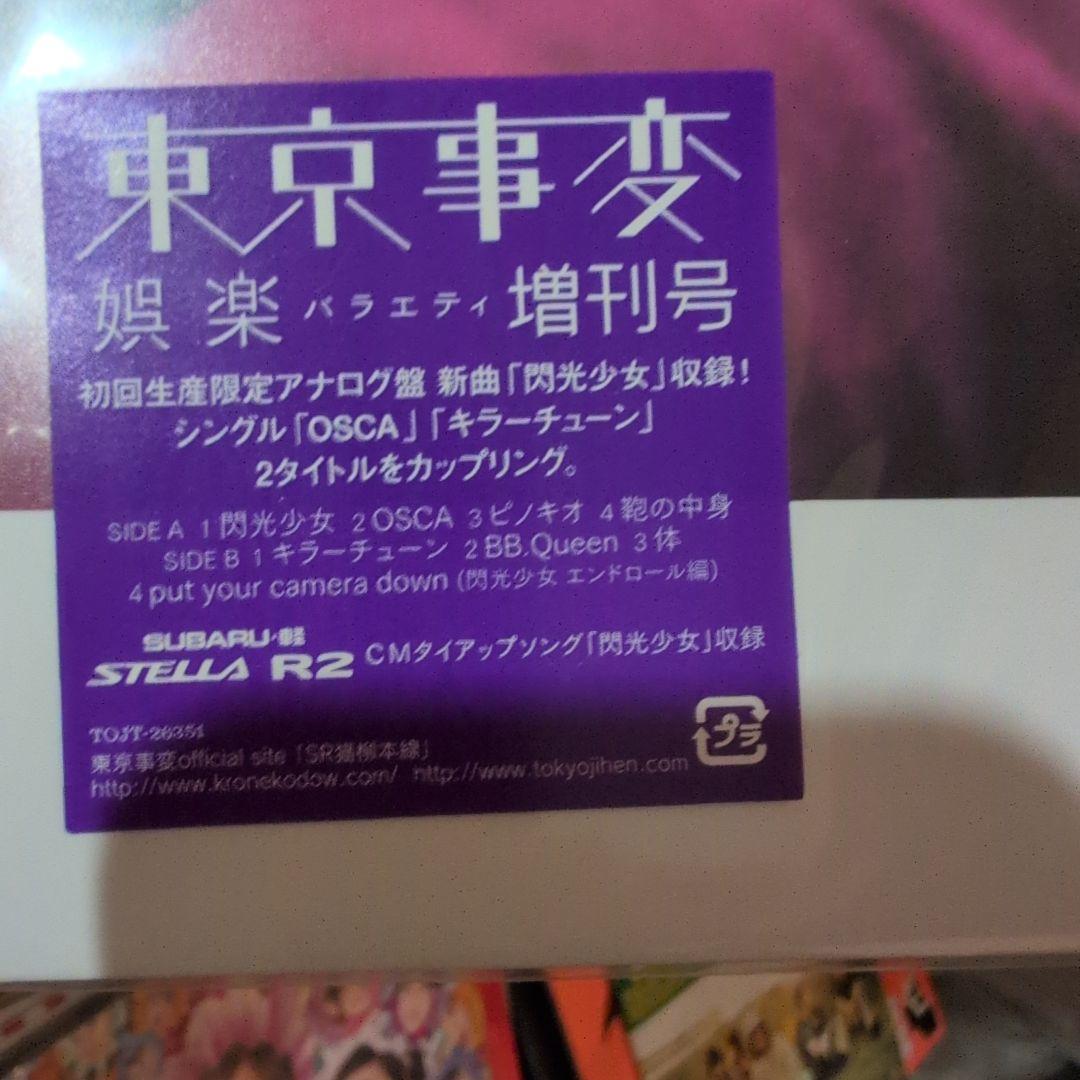 東京事変
娯楽バラエティ増刊号
初回生産限定アナログ盤 新曲「閃光少女」収録!
シングル「OSCA」「キラーチューン」
2タイトルをカップリング。
SIDE A 1 閃光少女 2 OSCA 3 ピノキオ 4 鞄の中身
SIDE B 1 キラーチューン 2 BB.Queen 3 体
4 put your camera down (閃光少女 エンドロール編)
SUBARU・軽
STELLA R2 CMタイアップソング「閃光少女」収録
TOJT-26351
東京事変official site「SR猫柳本線」
http://www.kronekodow.com/ http://www.tokyojihen.com
プラ